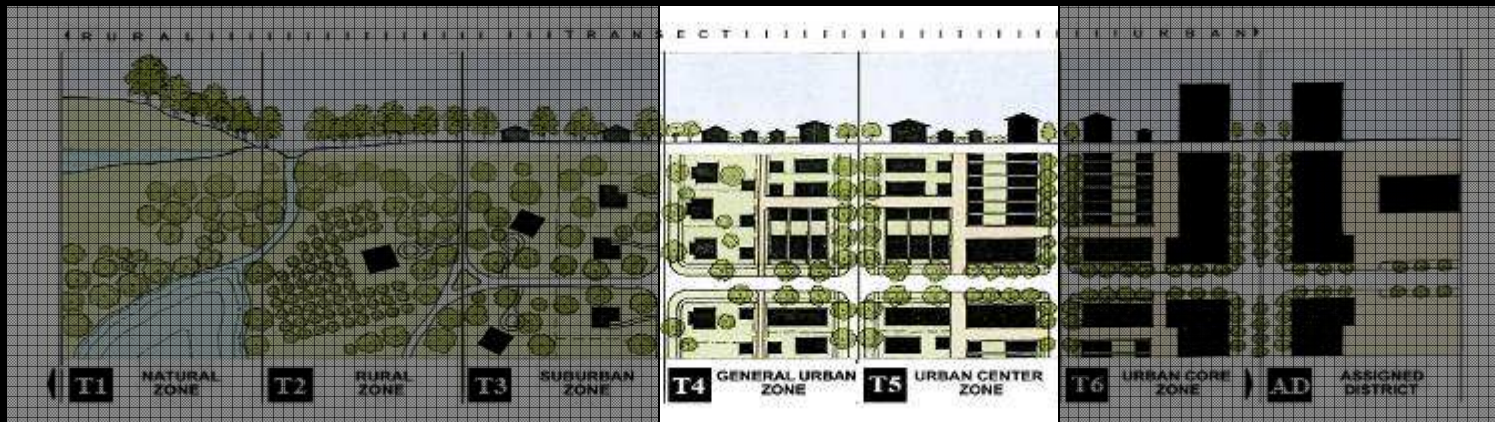 RURAL TRANSECT URBAN
T1 NATURAL ZONE
T2 RURAL ZONE
T3 SUBURBAN ZONE
T4 GENERAL URBAN ZONE
T5 URBAN CENTER ZONE
T6 URBAN CORE ZONE
AD ASSIGNED DISTRICT